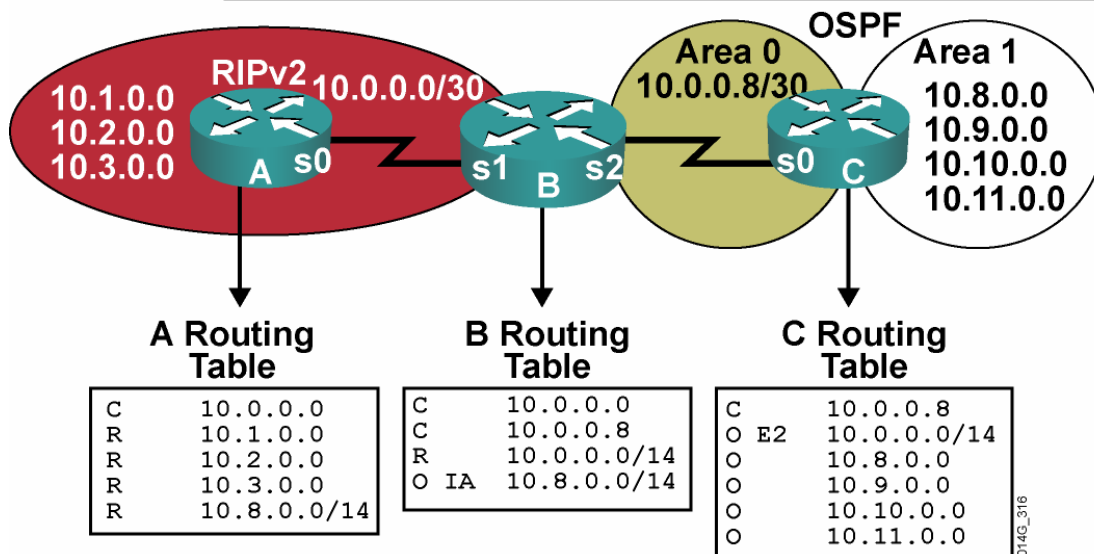 OSPF
RIPv2
10.1.0.0
10.2.0.0
10.3.0.0
A
s0
10.0.0.0/30
s1
B
s2
Area 0
10.0.0.8/30
s0
C
Area 1
10.8.0.0
10.9.0.0
10.10.0.0
10.11.0.0
A Routing
Table
C 10.0.0.0
R 10.1.0.0
R 10.2.0.0
R 10.3.0.0
R 10.8.0.0/14
B Routing
Table
C 10.0.0.0
C 10.0.0.8
R 10.0.0.0/14
O IA 10.8.0.0/14
C Routing
Table
C 10.0.0.8
O E2 10.0.0.0/14
O 10.8.0.0
O 10.9.0.0
O 10.10.0.0
O 10.11.0.0
014G_316